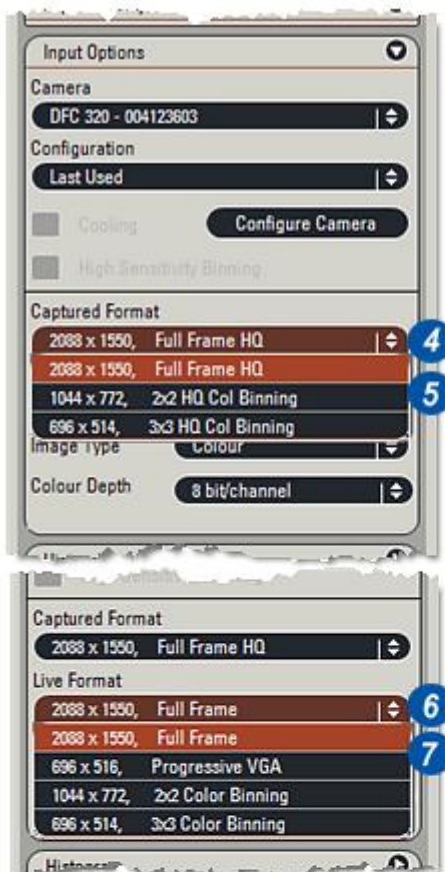 Input Options
Camera
DFC 320 - 004123603
Configuration
Last Used
Cooling
Configure Camera
High Sensitivity Binning
Captured Format
2088 x 1550, Full Frame HQ
4
2088 x 1550, Full Frame HQ
1044 x 772, 2x2 HQ Col Binning
5
696 x 514, 3x3 HQ Col Binning
Image Type Colour
Colour Depth 8 bit/channel
Captured Format
2088 x 1550, Full Frame HQ
Live Format
2088 x 1550, Full Frame
6
2088 x 1550, Full Frame
7
696 x 516, Progressive VGA
1044 x 772, 2x2 Color Binning
696 x 514, 3x3 Color Binning